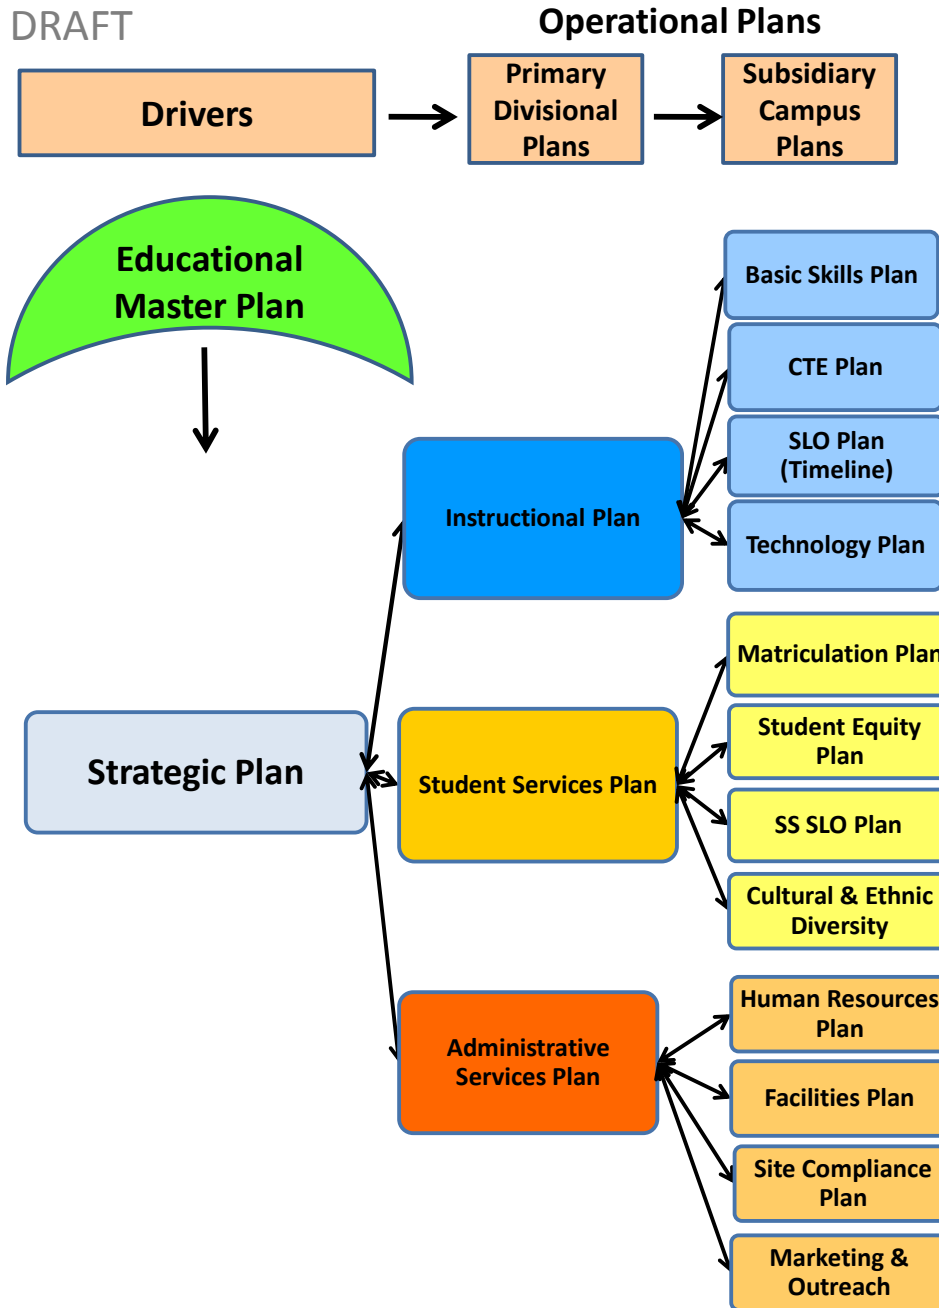 DRAFT
Operational Plans
Drivers
Primary
Divisional
Plans
Subsidiary
Campus
Plans
Educational
Master Plan
Basic Skills Plan
CTE Plan
SLO Plan
(Timeline)
Technology Plan
Instructional Plan
Matriculation Plan
Student Equity
Plan
SS SLO Plan
Cultural & Ethnic
Diversity
Strategic Plan
Student Services Plan
Human Resources
Plan
Facilities Plan
Site Compliance
Plan
Marketing &
Outreach
Administrative
Services Plan